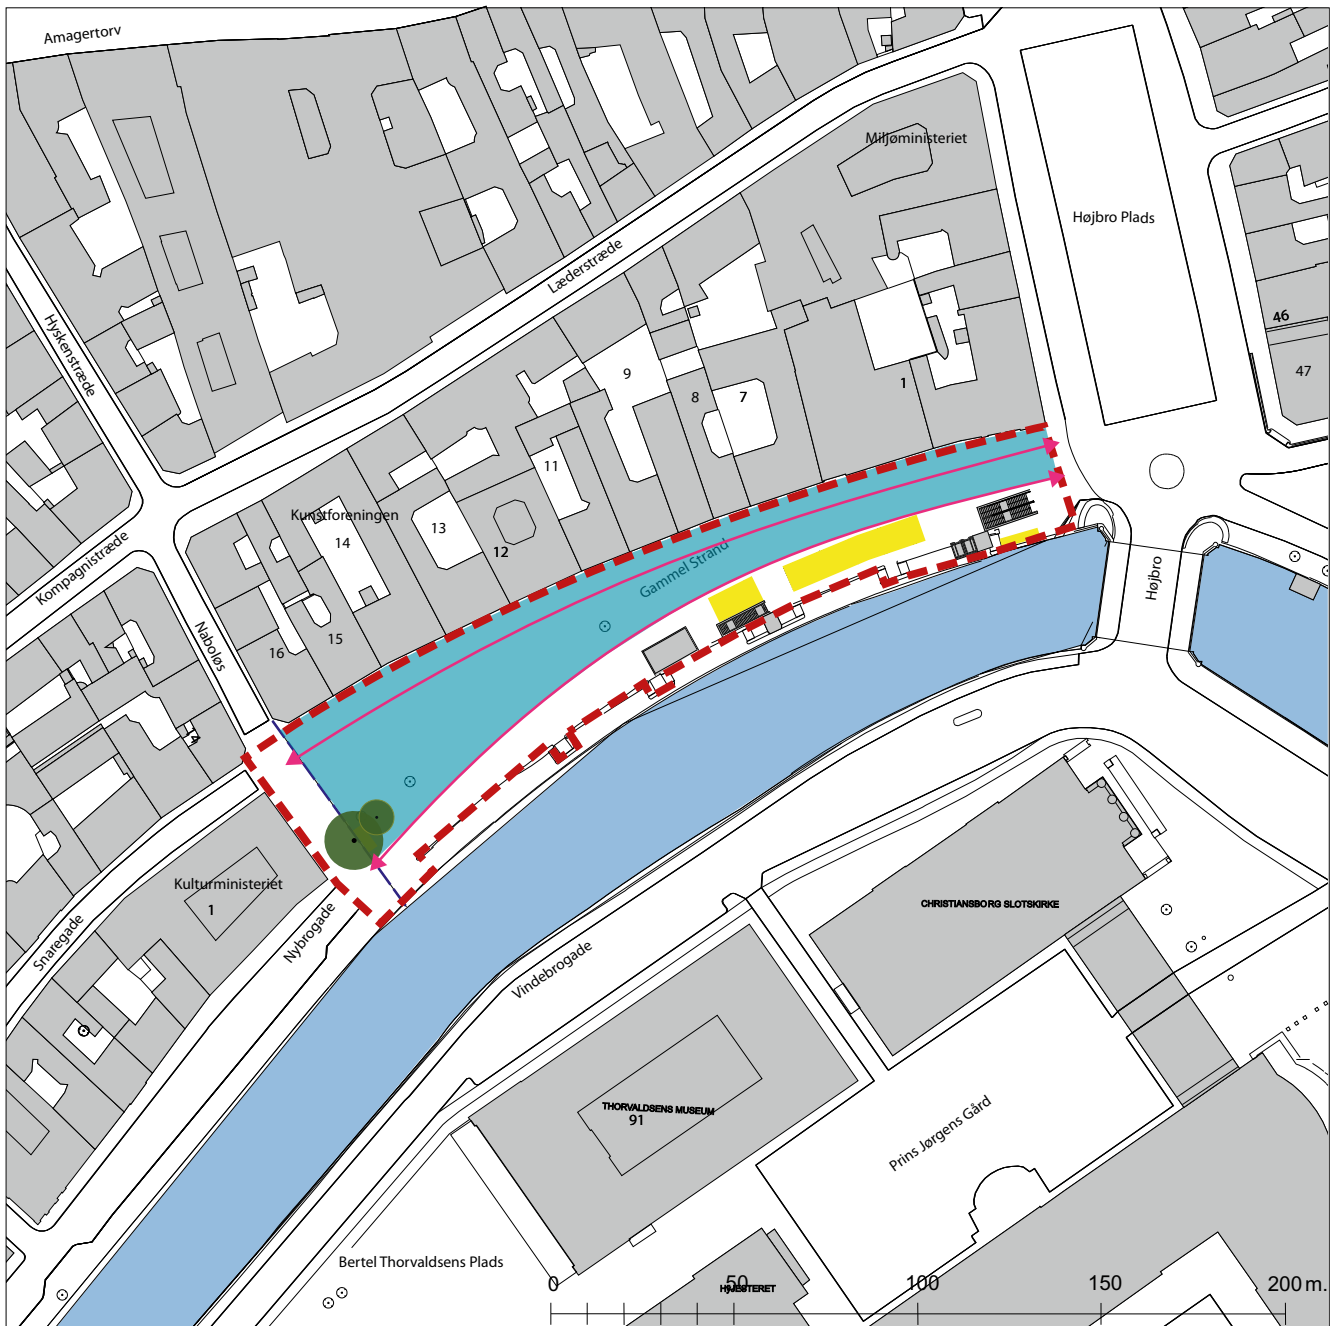 Amagertorv
Miljøministeriet
Højbro Plads
Læderstræde
Hyskenstræde
46
47
9
8
7
1
11
Kunstforeningen
14
13
12
Gammel Strand
Kompagnistræde
Højbro
Naboløs
15
16
14
Kulturministeriet
1
Snaregade
Nybrogade
CHRISTIANSBORG SLOTSKIRKE
Vindebrogade
THORVALDSENS MUSEUM
91
Prins Jørgens Gård
Bertel Thorvaldsens Plads
0 50 100 150 200 m.
HØJESTERET